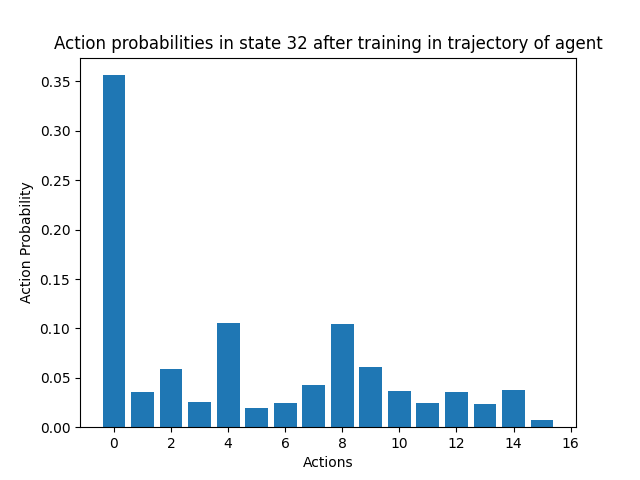 Action probabilities in state 32 after training in trajectory of agent
0.35
0.30
0.25
0.20
0.15
0.10
0.05
0.00
Action Probability
0 2 4 6 8 10 12 14 16
Actions